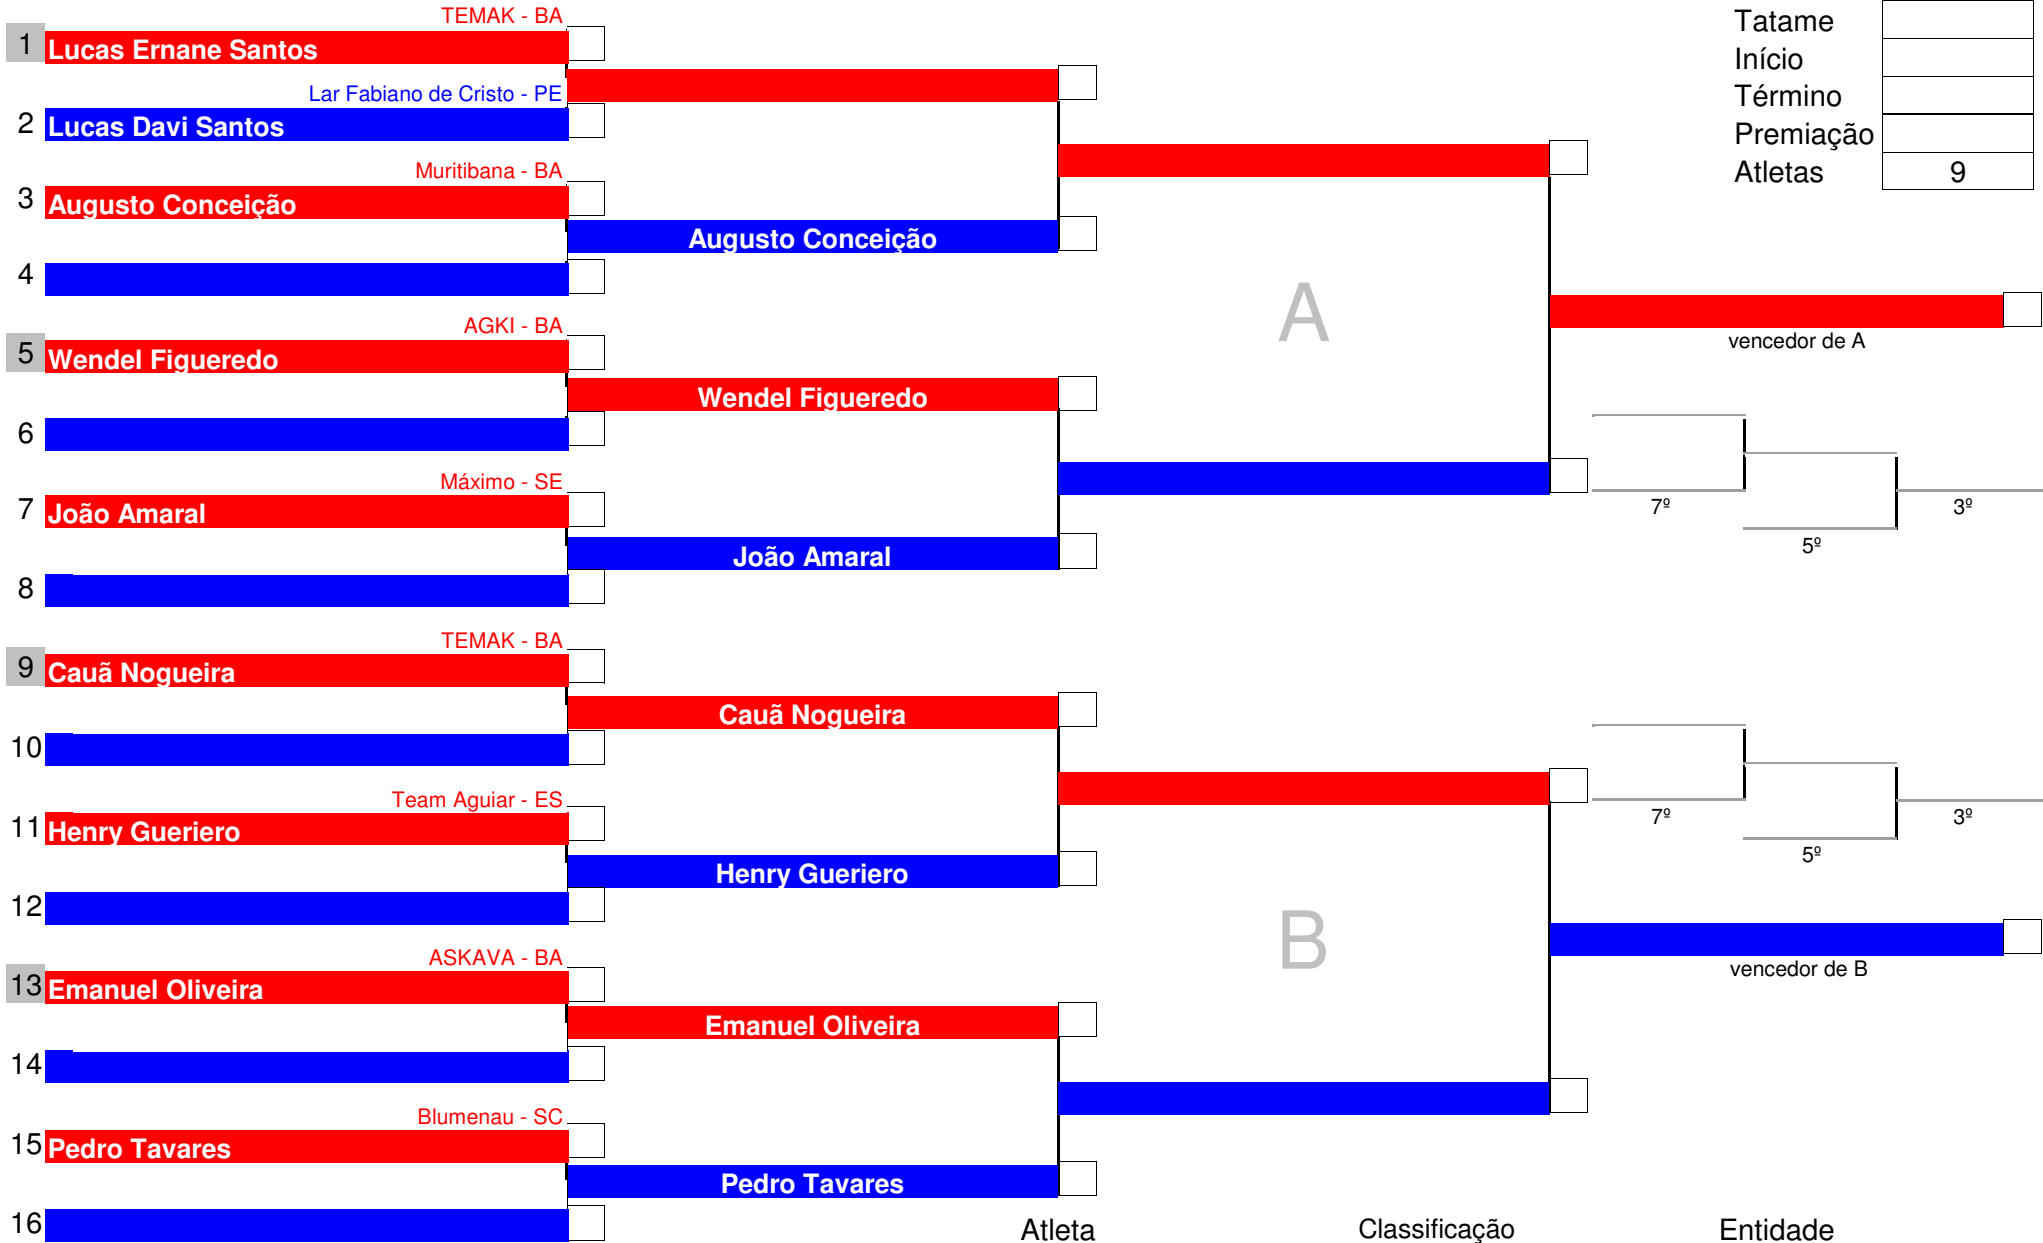 TEMAK - BA
1 Lucas Ernane Santos
Lar Fabiano de Cristo - PE
2 Lucas Davi Santos
Muritibana - BA
3 Augusto Conceição
Augusto Conceição
4
AGKI - BA
5 Wendel Figueredo
Wendel Figueredo
6
Máximo - SE
7 João Amaral
João Amaral
8
TEMAK - BA
9 Cauã Nogueira
Cauã Nogueira
10
Team Aguiar - ES
11 Henry Gueriero
Henry Gueriero
12
ASKAVA - BA
13 Emanuel Oliveira
Emanuel Oliveira
14
Blumenau - SC
15 Pedro Tavares
Pedro Tavares
16
A
B
Tatame
Início
Término
Premiação
Atletas 9
vencedor de A
7º
3º
5º
7º
3º
5º
vencedor de B
Atleta Classificação Entidade